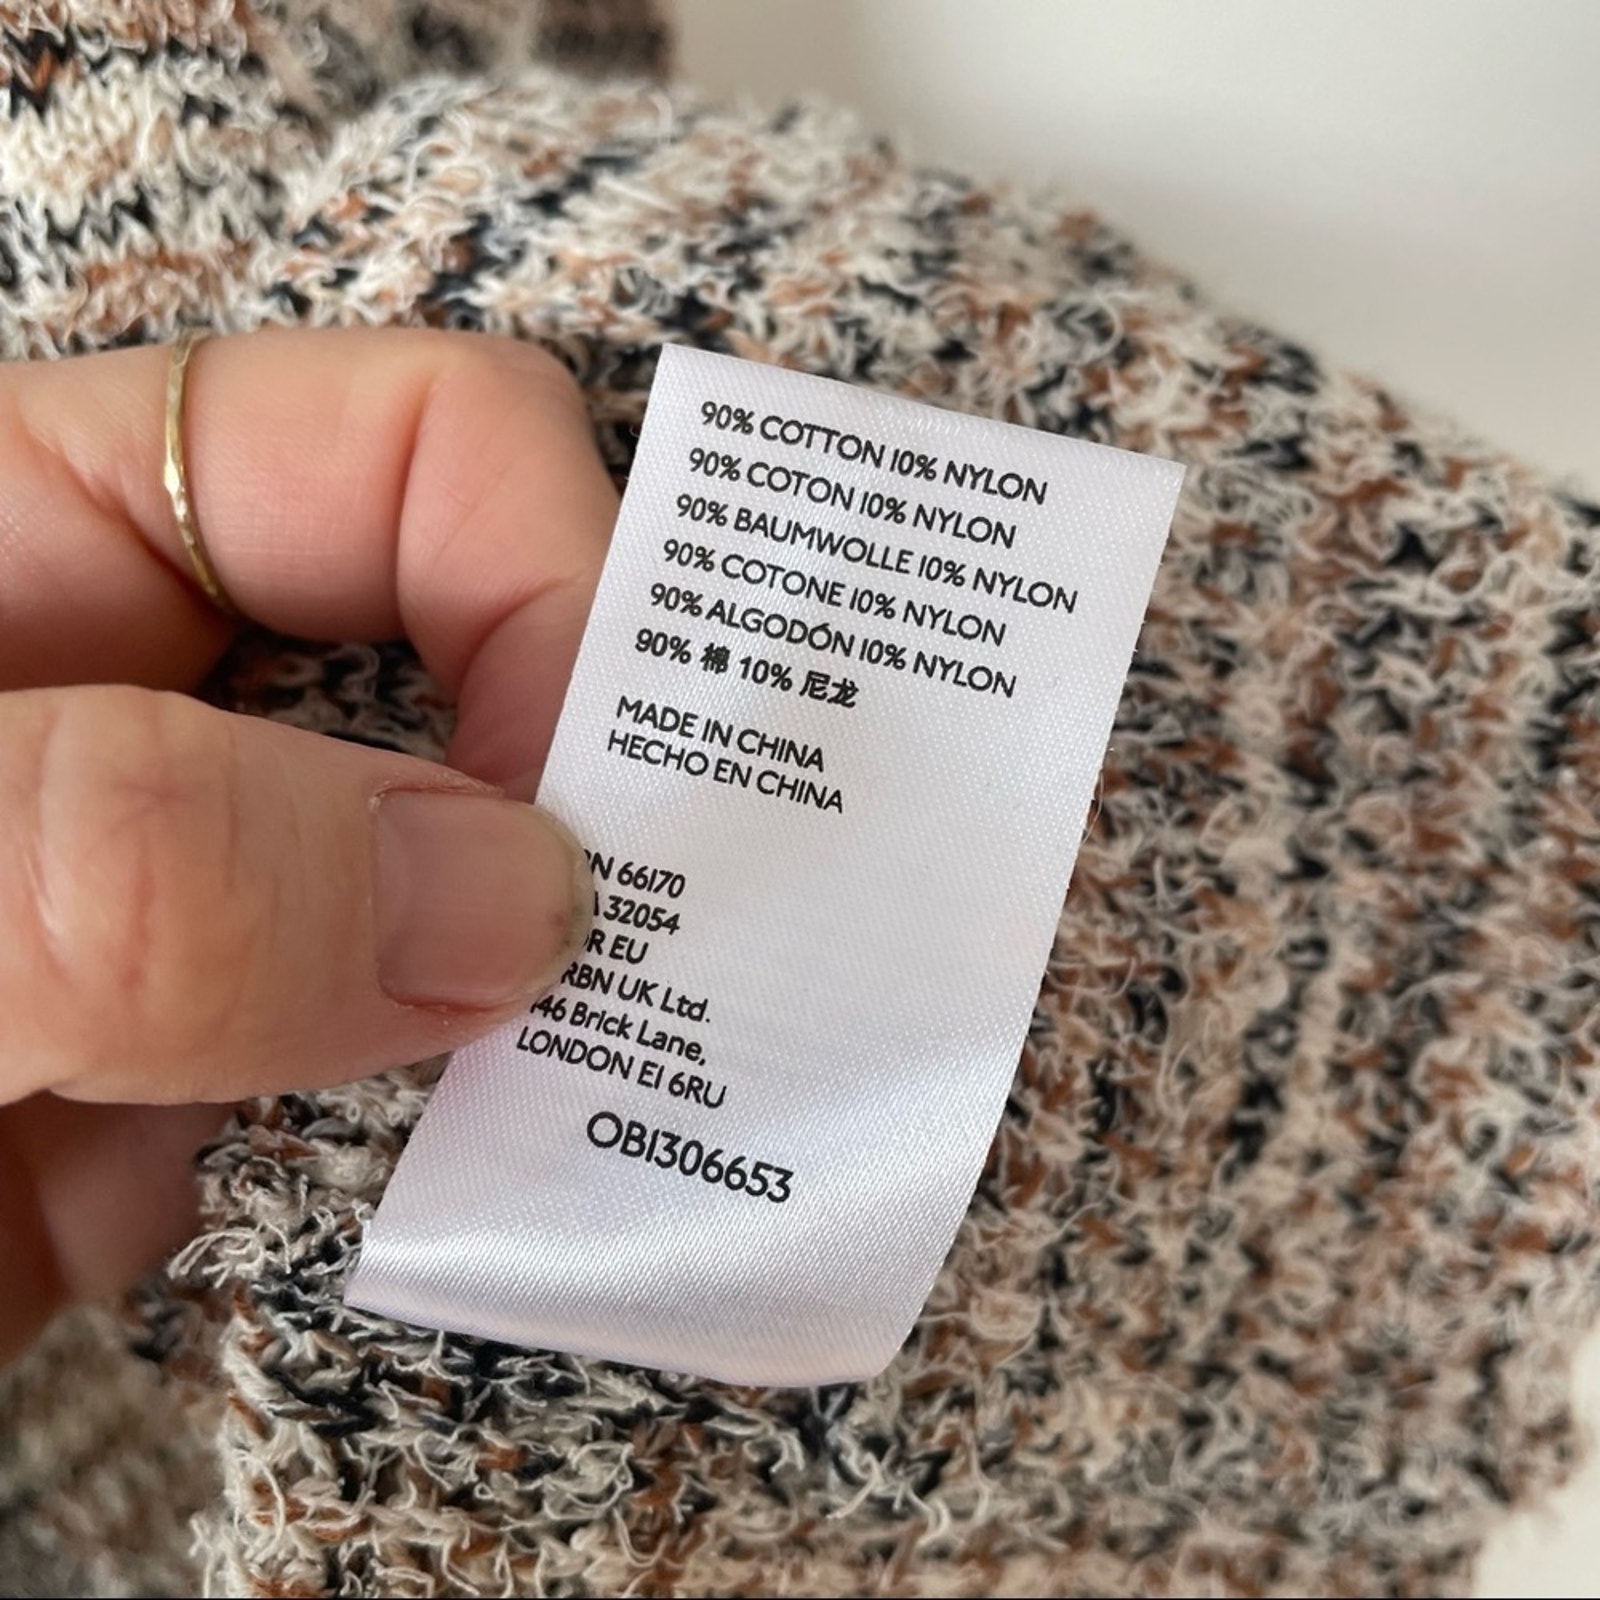 90% COTTON 10% NYLON
90% COTON 10% NYLON
90% BAUMWOLLE 10% NYLON
90% COTONE 10% NYLON
90% ALGODÓN 10% NYLON
90% 棉 10% 尼龙
MADE IN CHINA
HECHO EN CHINA
66170
32054
EU
UK Ltd.
Brick Lane,
LONDON E1 6RU
OB1306653